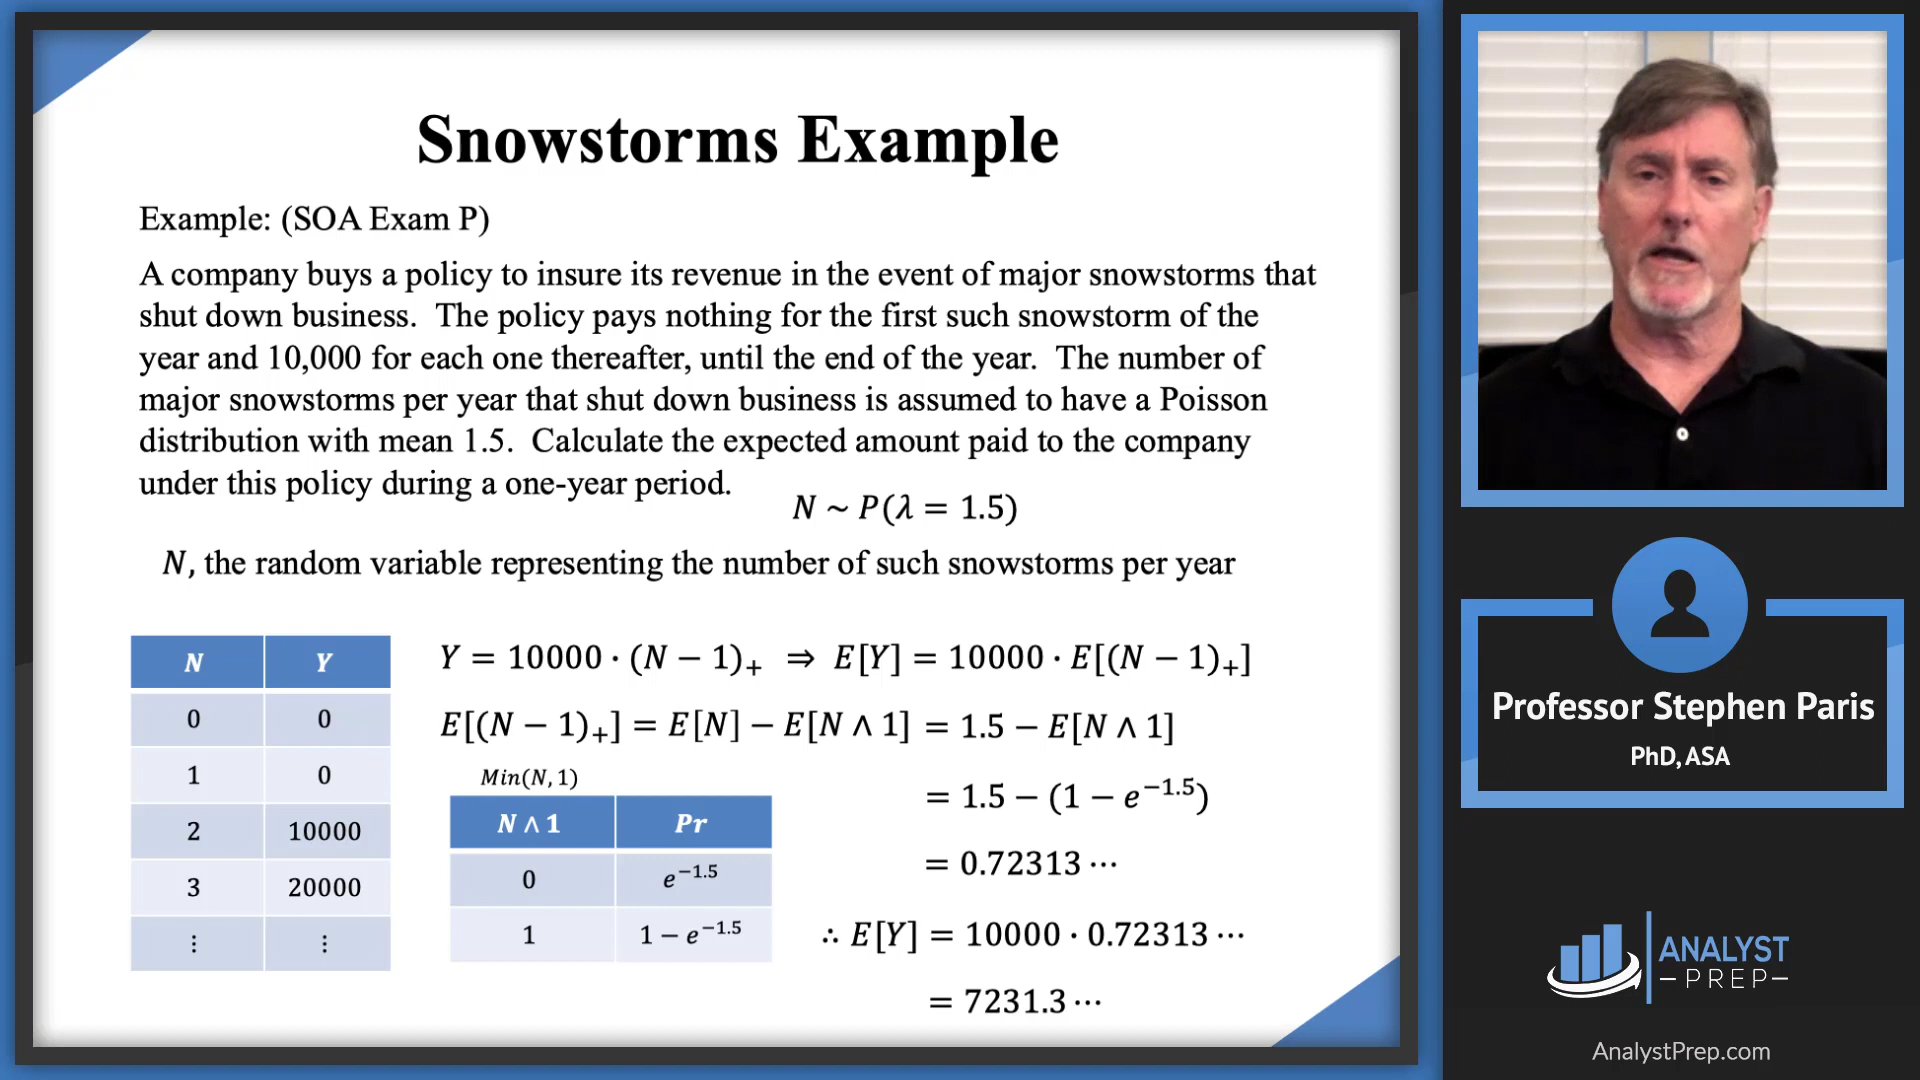 Snowstorms Example
Example: (SOA Exam P)
A company buys a policy to insure its revenue in the event of major snowstorms that
shut down business.  The policy pays nothing for the first such snowstorm of the
year and 10,000 for each one thereafter, until the end of the year.  The number of
major snowstorms per year that shut down business is assumed to have a Poisson
distribution with mean 1.5.  Calculate the expected amount paid to the company
under this policy during a one-year period.
N ~ P(λ = 1.5)
N, the random variable representing the number of such snowstorms per year
N Y
0 0
1 0
2 10000
3 20000
⋮ ⋮
Y = 10000 · (N − 1)₊ ⇒ E[Y] = 10000 · E[(N − 1)₊]
E[(N − 1)₊] = E[N] − E[N ∧ 1] = 1.5 − E[N ∧ 1]
= 1.5 − (1 − e^−1.5)
= 0.72313 ⋯
Min(N, 1)
N ∧ 1 Pr
0 e^−1.5
1 1 − e^−1.5
∴ E[Y] = 10000 · 0.72313 ⋯
= 7231.3 ⋯
Professor Stephen Paris
PhD, ASA
ANALYST
–PREP–
AnalystPrep.com